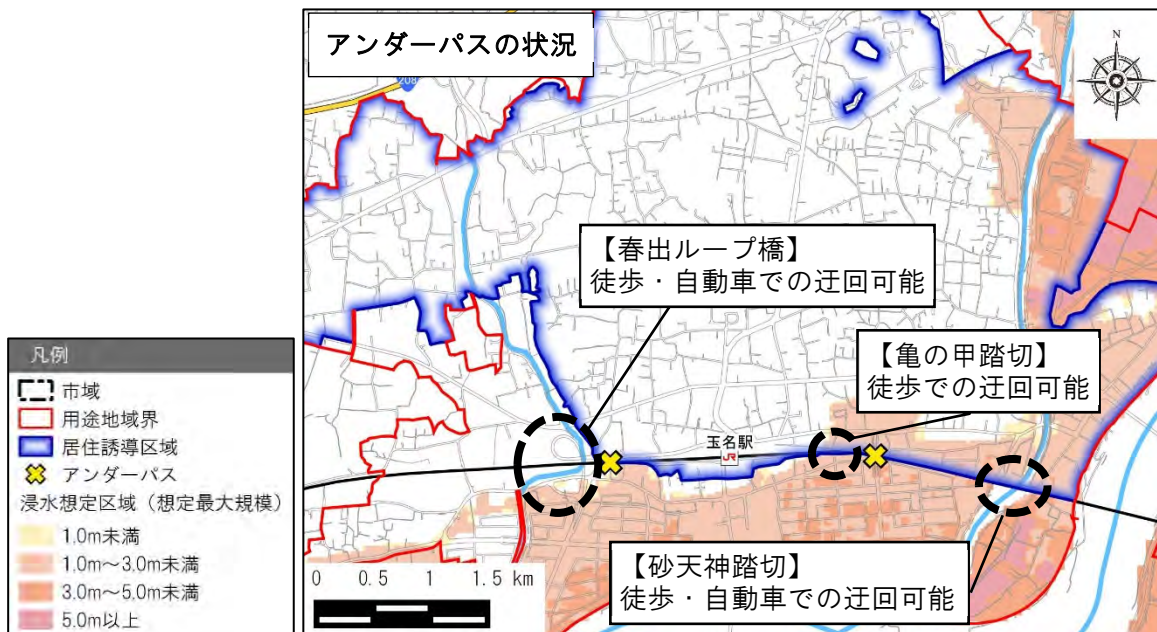 アンダーパスの状況
208
N
【春出ループ橋】
徒歩・自動車での迂回可能
【亀の甲踏切】
徒歩での迂回可能
玉名駅
JR
【砂天神踏切】
徒歩・自動車での迂回可能
0 0.5 1 1.5 km
凡例
市域
用途地域界
居住誘導区域
アンダーパス
浸水想定区域（想定最大規模）
1.0m未満
1.0m～3.0m未満
3.0m～5.0m未満
5.0m以上